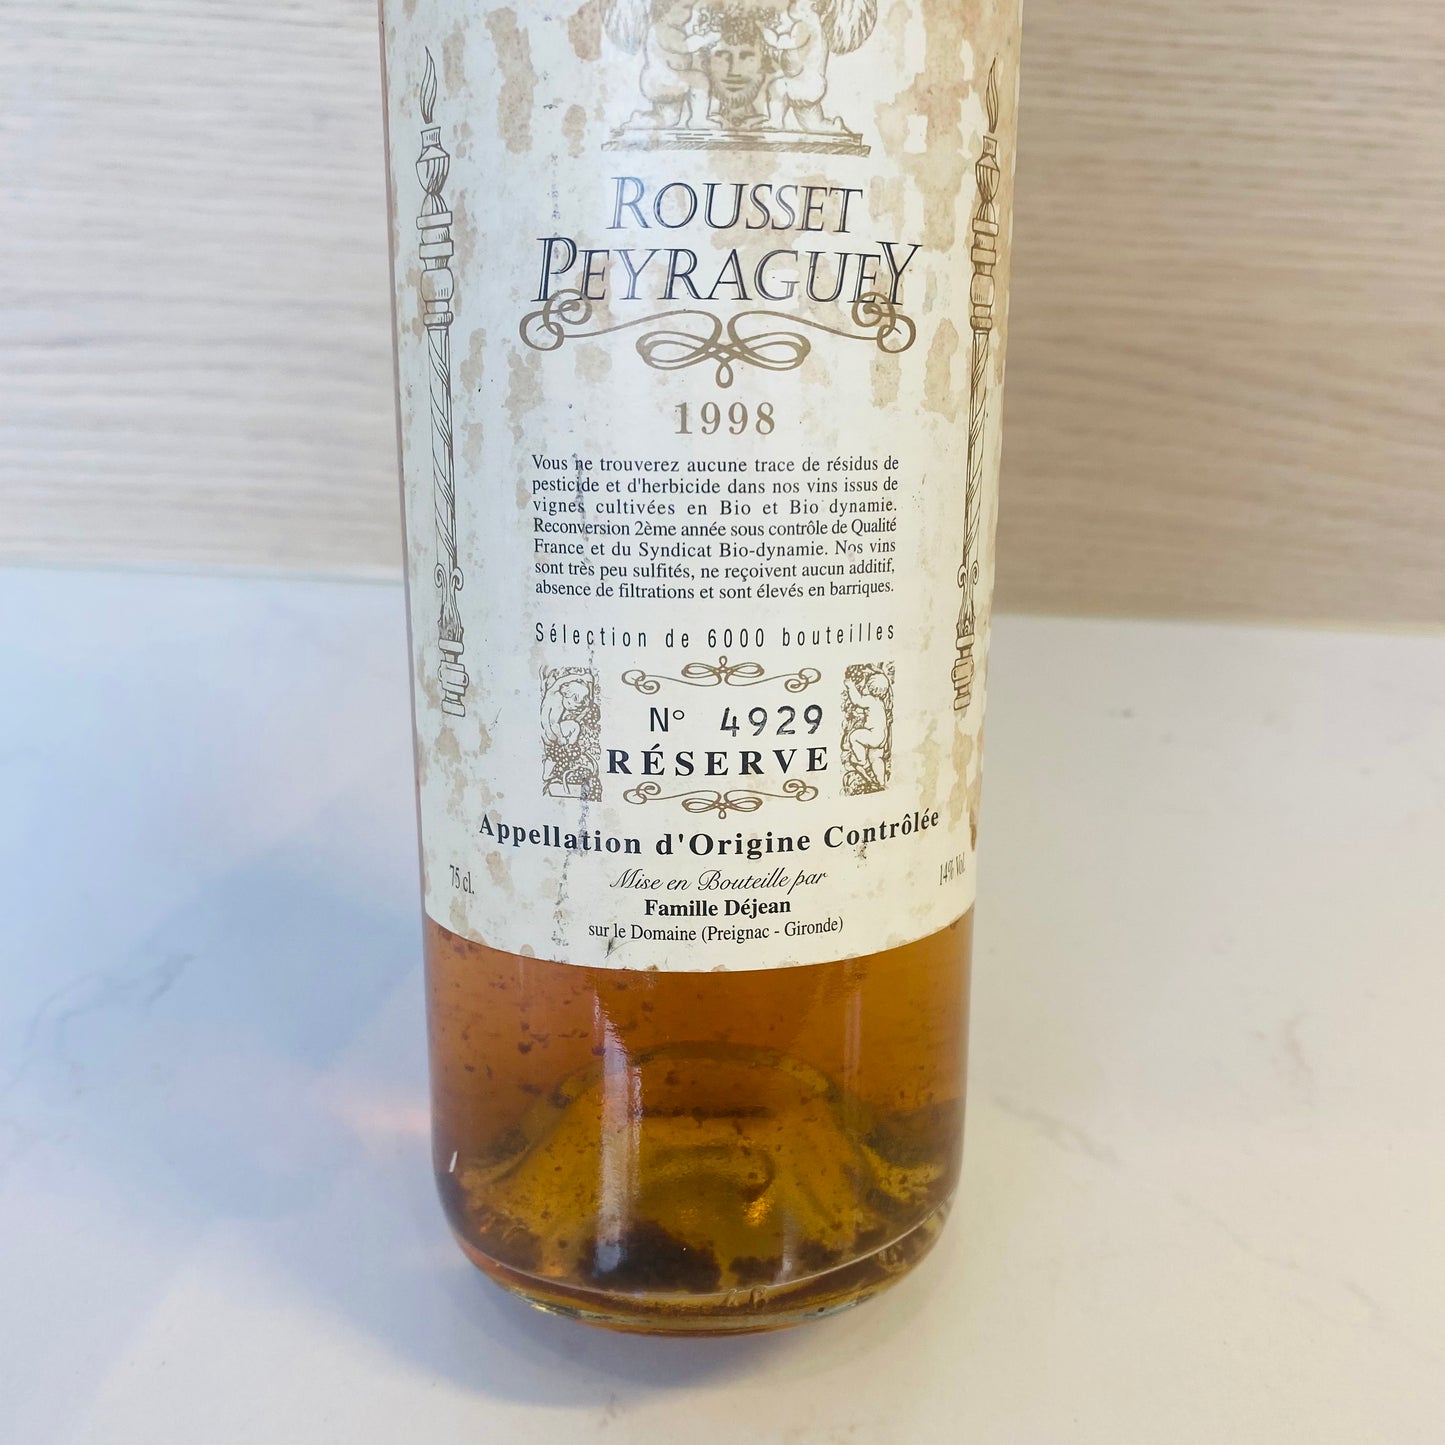 ROUSSET
PEYRAGUEY
1998
Vous ne trouverez aucune trace de résidus de
pesticide et d'herbicide dans nos vins issus de
vignes cultivées en Bio et Bio dynamie.
Reconversion 2ème année sous contrôle de Qualité
France et du Syndicat Bio-dynamie. Nos vins
sont très peu sulfités, ne reçoivent aucun additif,
absence de filtrations et sont élevés en barriques.
Sélection de 6000 bouteilles
N° 4929
RÉSERVE
Appellation d'Origine Contrôlée
75 cl.
14% Vol.
Mise en Bouteille par
Famille Déjean
sur le Domaine (Preignac - Gironde)